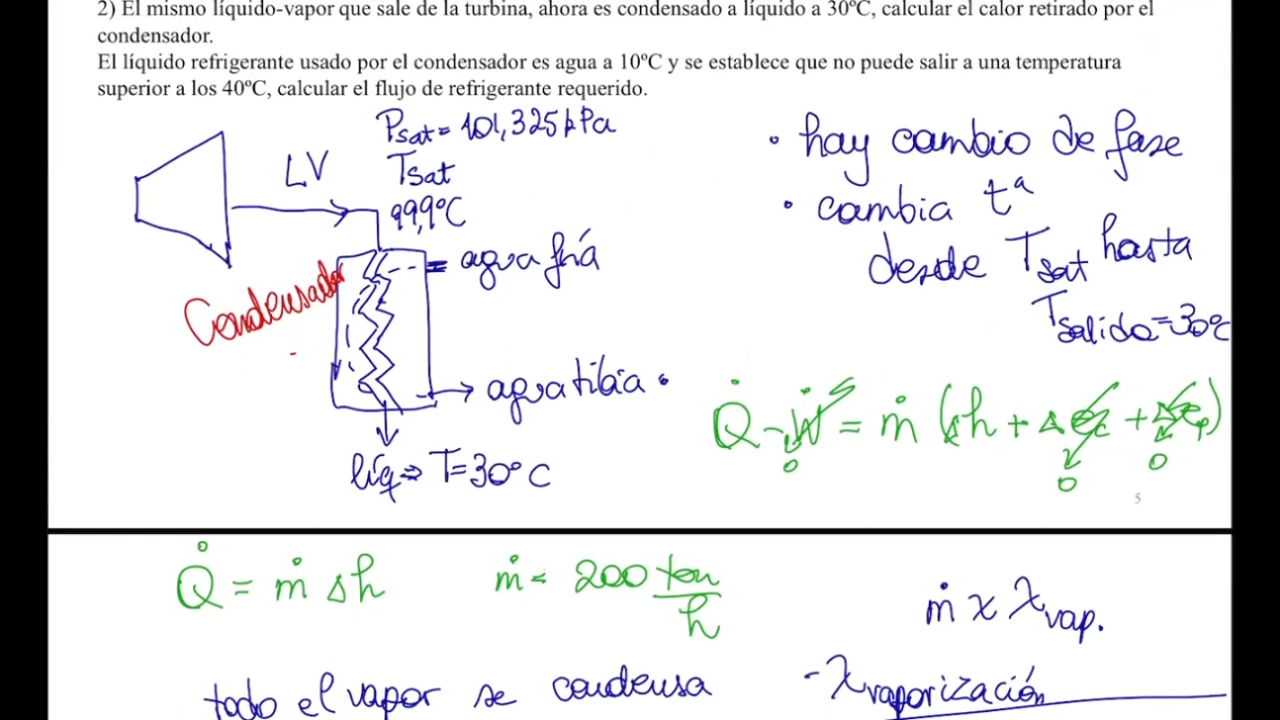 2) El mismo líquido-vapor que sale de la turbina, ahora es condensado a líquido a 30ºC, calcular el calor retirado por el
condensador.
El líquido refrigerante usado por el condensador es agua a 10ºC y se establece que no puede salir a una temperatura
superior a los 40ºC, calcular el flujo de refrigerante requerido.
Psat = 101,325 kPa
LV
Tsat
99,9ºC
agua fría
Condensador
agua tibia
líq ⇒ T=30ºC
• hay cambio de fase
• cambia tª
desde Tsat hasta
Tsalida=30ºC
Q̇ - Ẇs = ṁ (Δh + Δec + Δep)
0
0
0
5
Q̇ = ṁ Δh
ṁ = 200 ton/h
ṁ x λvap.
todo el vapor se condensa
-λvaporización